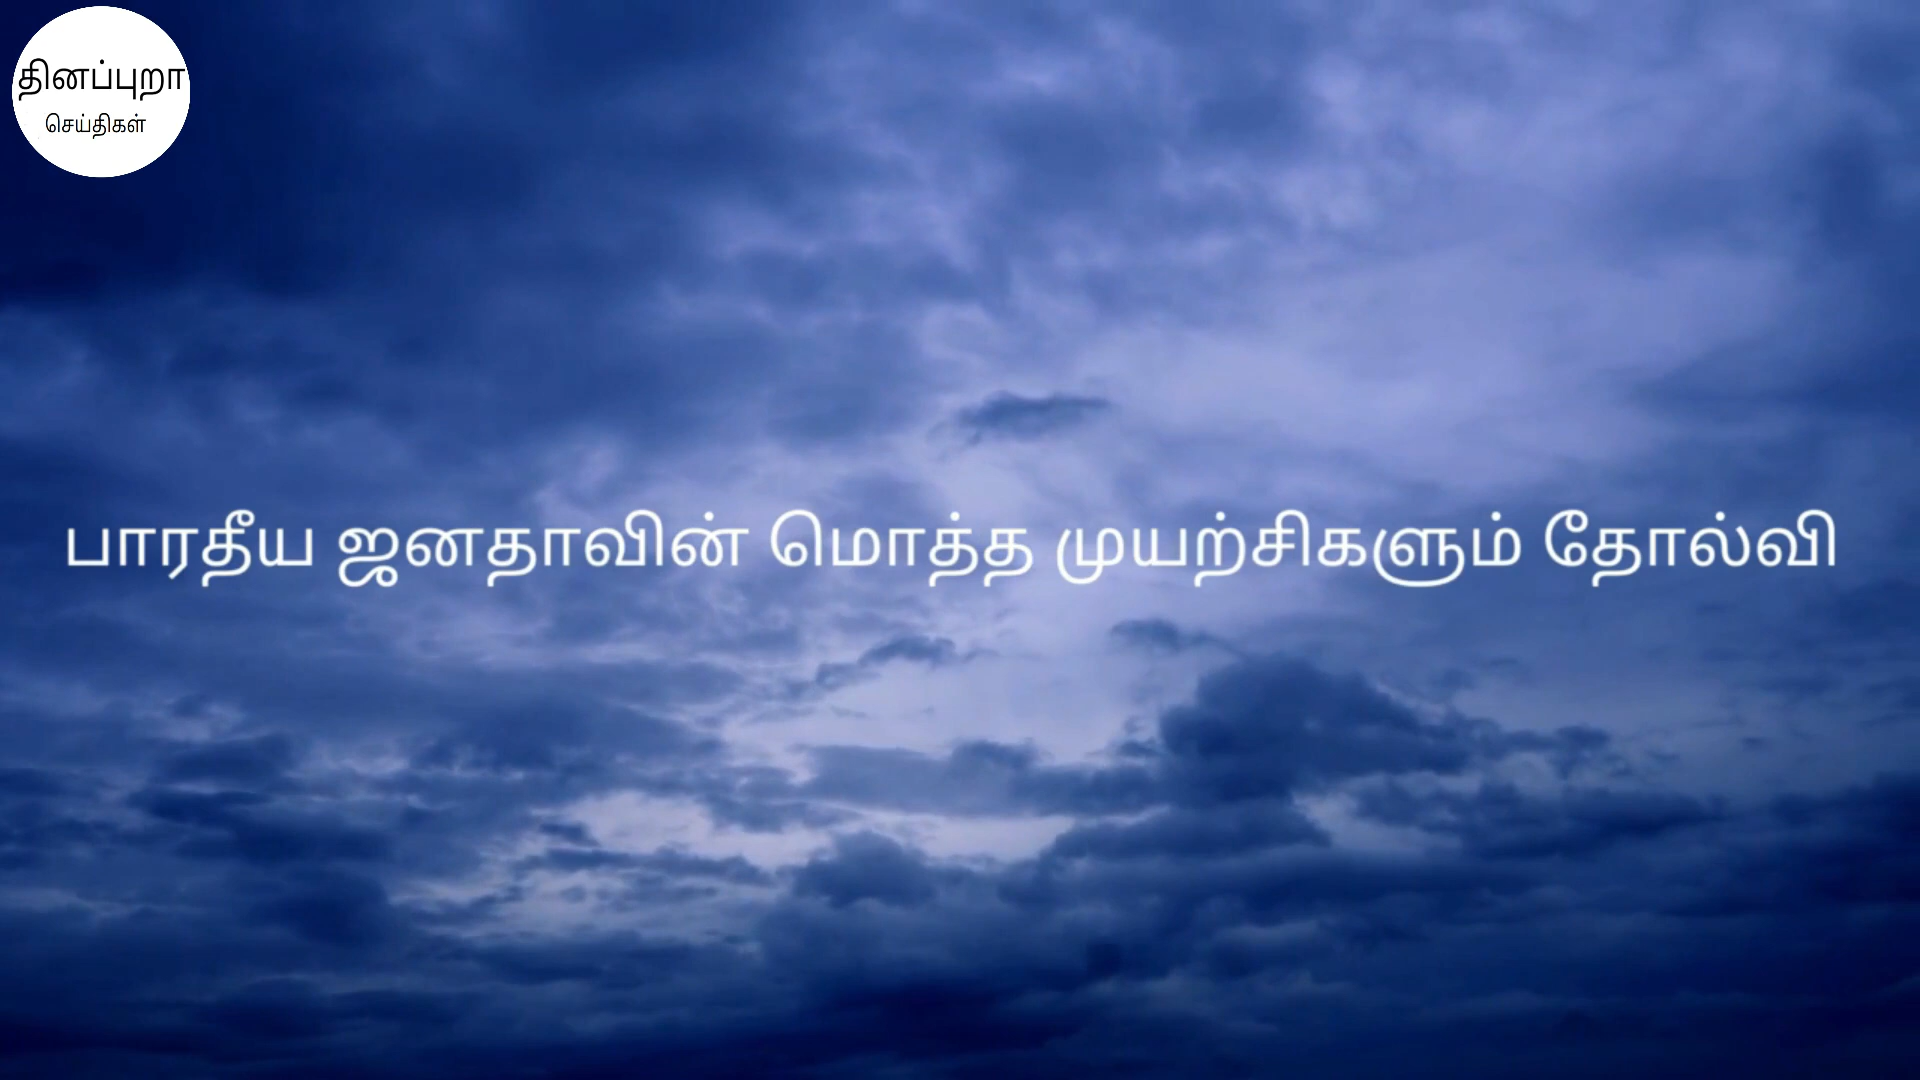 தினப்புறா
செய்திகள்
பாரதீய ஜனதாவின் மொத்த முயற்சிகளும் தோல்வி